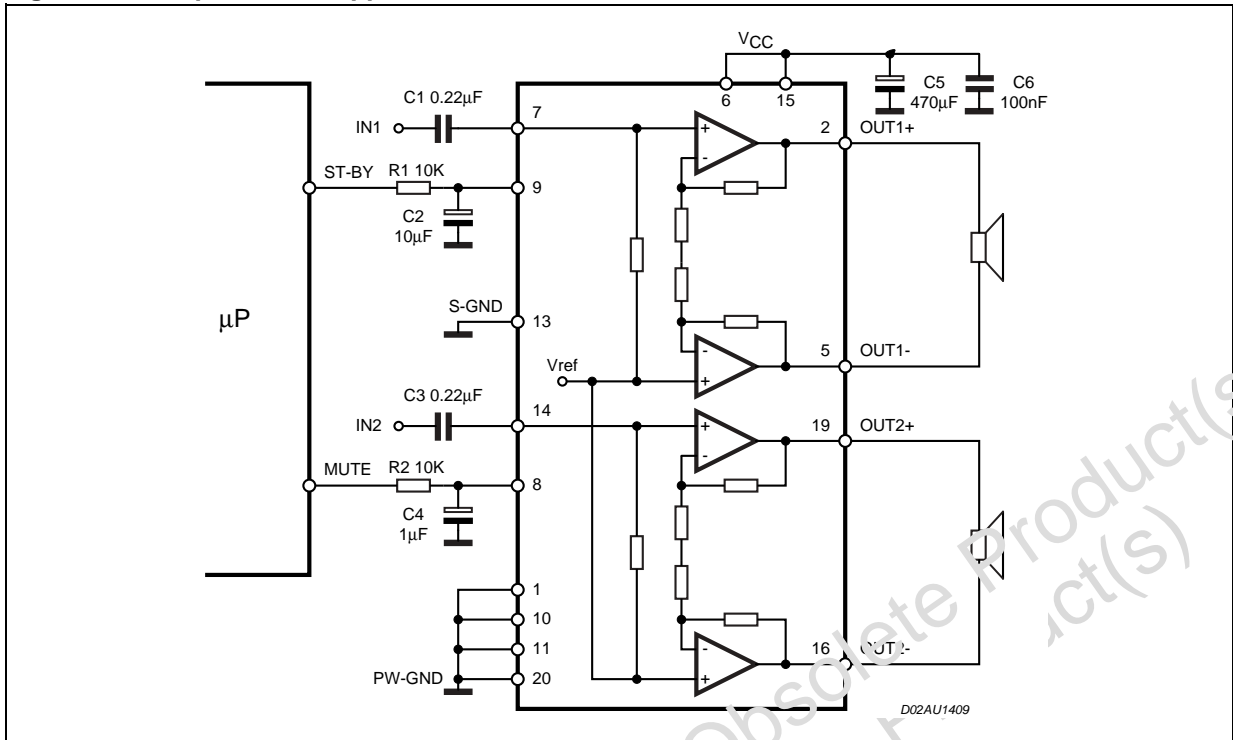 VCC
6
15
C5
470µF
C6
100nF
C1 0.22µF
IN1
7
2
OUT1+
ST-BY
R1 10K
9
C2
10µF
S-GND
13
µP
Vref
5
OUT1-
C3 0.22µF
IN2
14
19
OUT2+
MUTE
R2 10K
8
C4
1µF
1
10
11
PW-GND
20
16
OUT2-
+
-
-
+
+
-
-
+
D02AU1409
Obsolete Product(s)